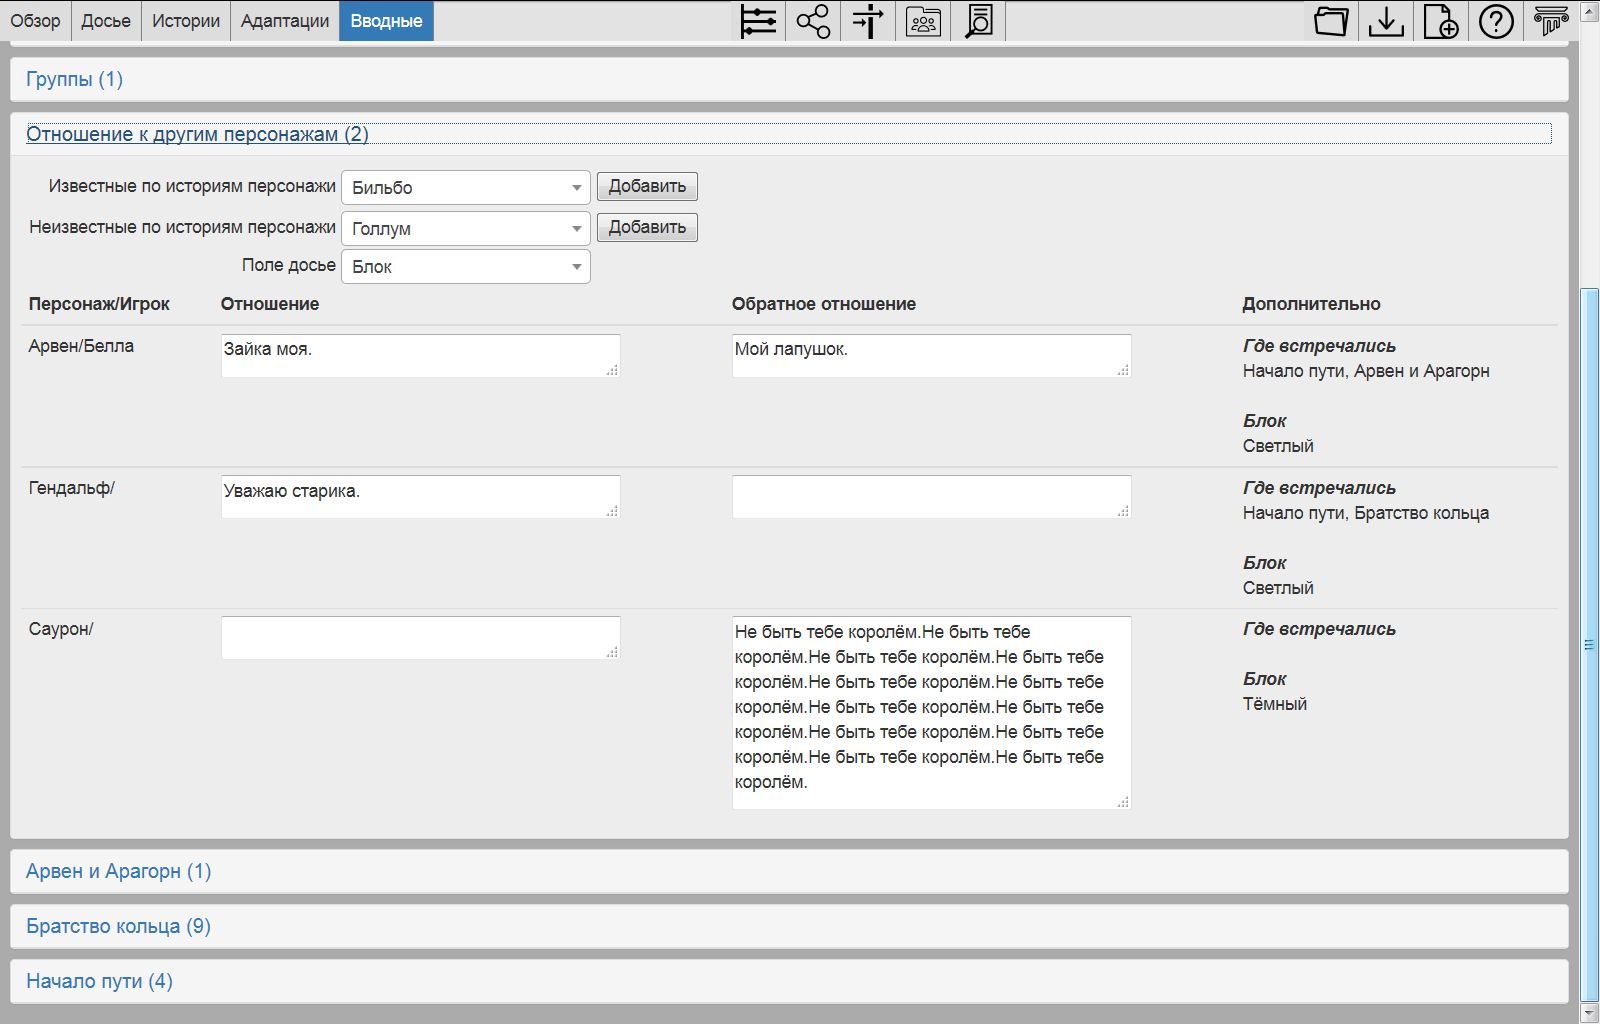 Обзор Досье Истории Адаптации Вводные
Группы (1)
Отношение к другим персонажам (2)
Известные по историям персонажи Бильбо Добавить
Неизвестные по историям персонажи Голлум Добавить
Поле досье Блок
Персонаж/Игрок Отношение Обратное отношение Дополнительно
Арвен/Белла Зайка моя. Мой лапушок. Где встречались
Начало пути, Арвен и Арагорн
Блок
Светлый
Гендальф/ Уважаю старика. Где встречались
Начало пути, Братство кольца
Блок
Светлый
Саурон/ Где встречались
Не быть тебе королём.Не быть тебе
королём.Не быть тебе королём.Не быть тебе
королём.Не быть тебе королём.Не быть тебе
королём.Не быть тебе королём.Не быть тебе
королём.Не быть тебе королём.Не быть тебе
королём.Не быть тебе королём.Не быть тебе
королём.
Блок
Тёмный
Арвен и Арагорн (1)
Братство кольца (9)
Начало пути (4)